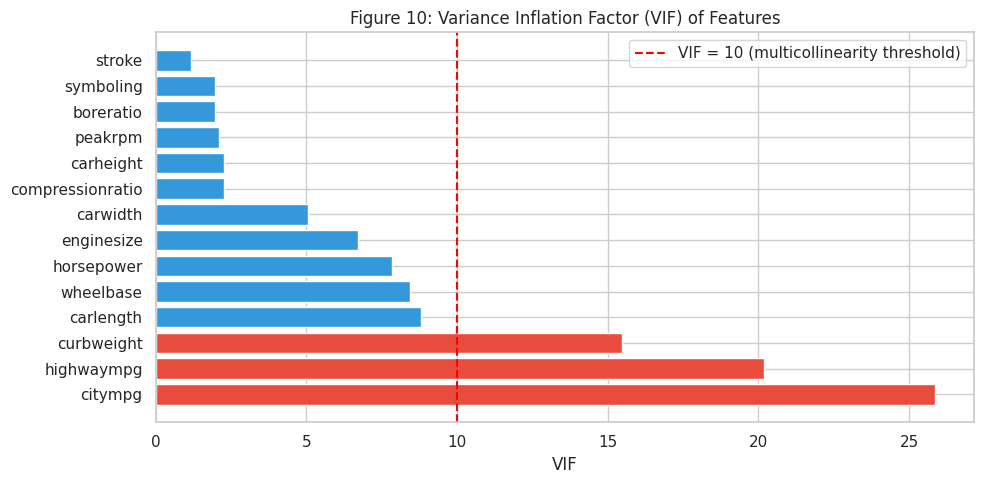 Figure 10: Variance Inflation Factor (VIF) of Features
VIF = 10 (multicollinearity threshold)
stroke
symboling
boreratio
peakrpm
carheight
compressionratio
carwidth
enginesize
horsepower
wheelbase
carlength
curbweight
highwaympg
citympg
0 5 10 15 20 25
VIF